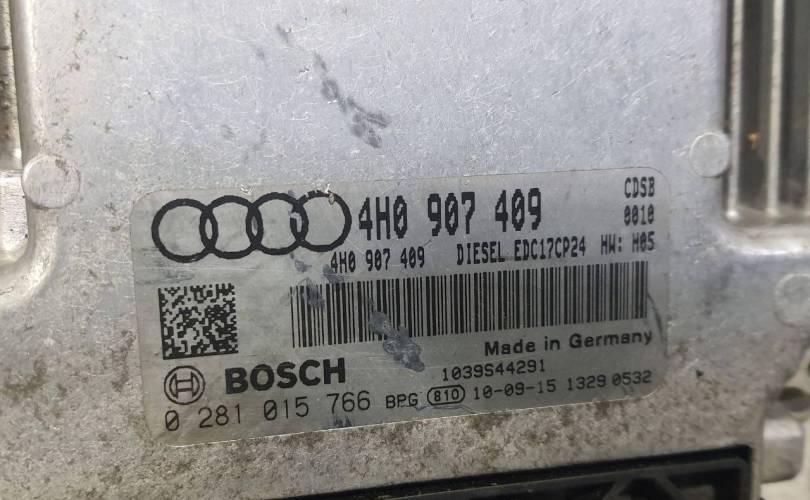 4H0 907 409
CDSB
0010
4H0 907 409 DIESEL EDC17CP24 HW: H05
Made in Germany
BOSCH
1039S44291
0 281 015 766 BPG 810 10-09-15 1329 0532